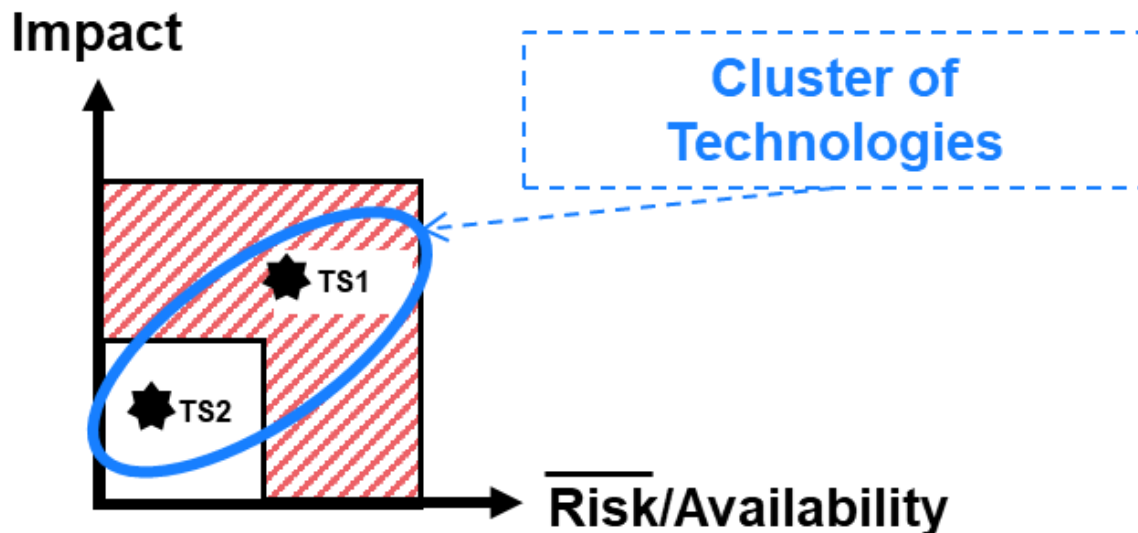 Impact
Cluster of
Technologies
TS1
TS2
Risk/Availability